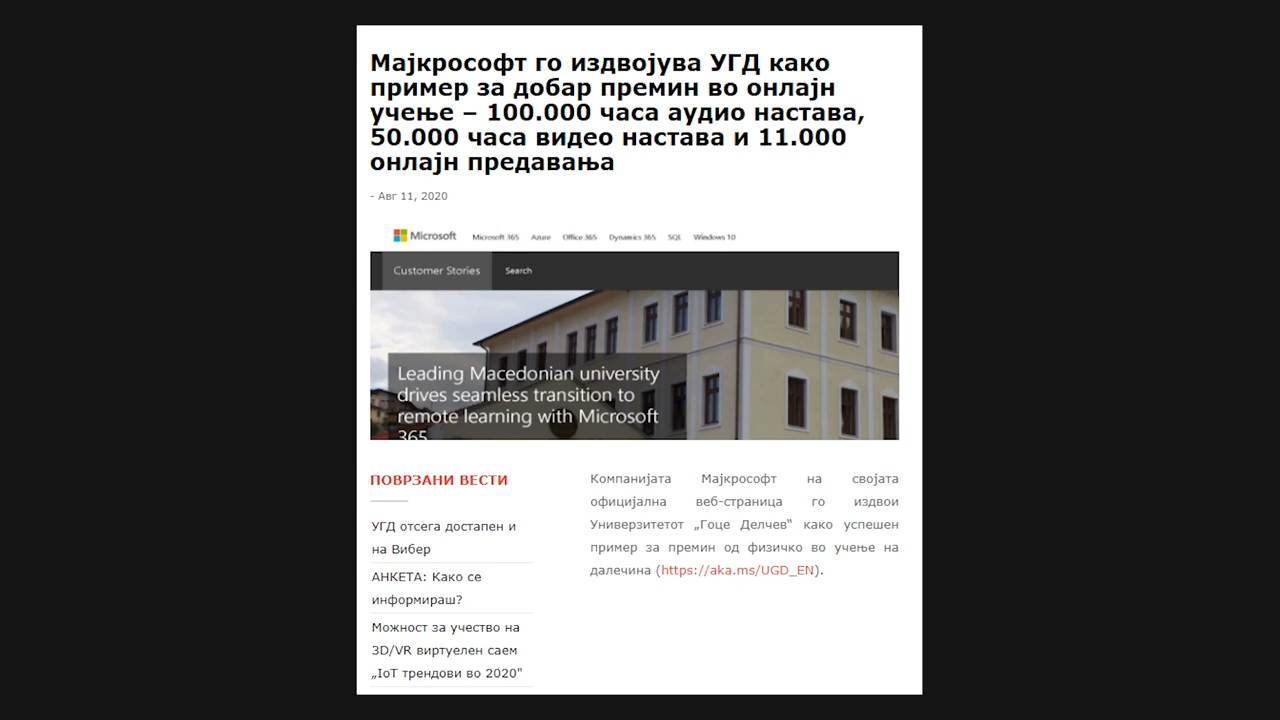 Мајкрософт го издвојува УГД како
пример за добар премин во онлајн
учење – 100.000 часа аудио настава,
50.000 часа видео настава и 11.000
онлајн предавања
- Авг 11, 2020
Microsoft Microsoft 365 Azure Office 365 Dynamics 365 SQL Windows 10
Customer Stories Search
Leading Macedonian university
drives seamless transition to
remote learning with Microsoft
365
ПОВРЗАНИ ВЕСТИ
УГД отсега достапен и
на Вибер
АНКЕТА: Како се
информираш?
Можност за учество на
3D/VR виртуелен саем
„IoT трендови во 2020"
Компанијата Мајкрософт на својата
официјална веб-страница го издвои
Универзитетот „Гоце Делчев‟ како успешен
пример за премин од физичко во учење на
далечина (https://aka.ms/UGD_EN).